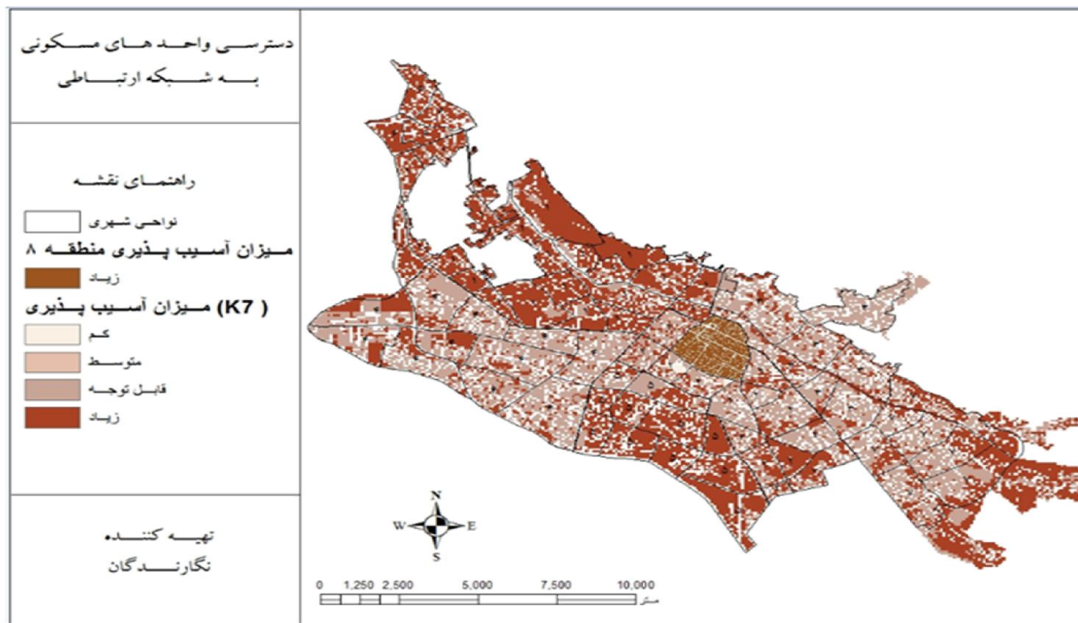 دسترسی واحد های مسکونی
به شبکه ارتباطی
راهنمای نقشه
نواحی شهری
میزان آسیب پذیری منطقه ۸
زیاد
میزان آسیب پذیری (K7 )
کم
متوسط
قابل توجه
زیاد
تهیه کننده
نگارندگان
N
W E
S
0 1,250 2,500 5,000 7,500 10,000
متر